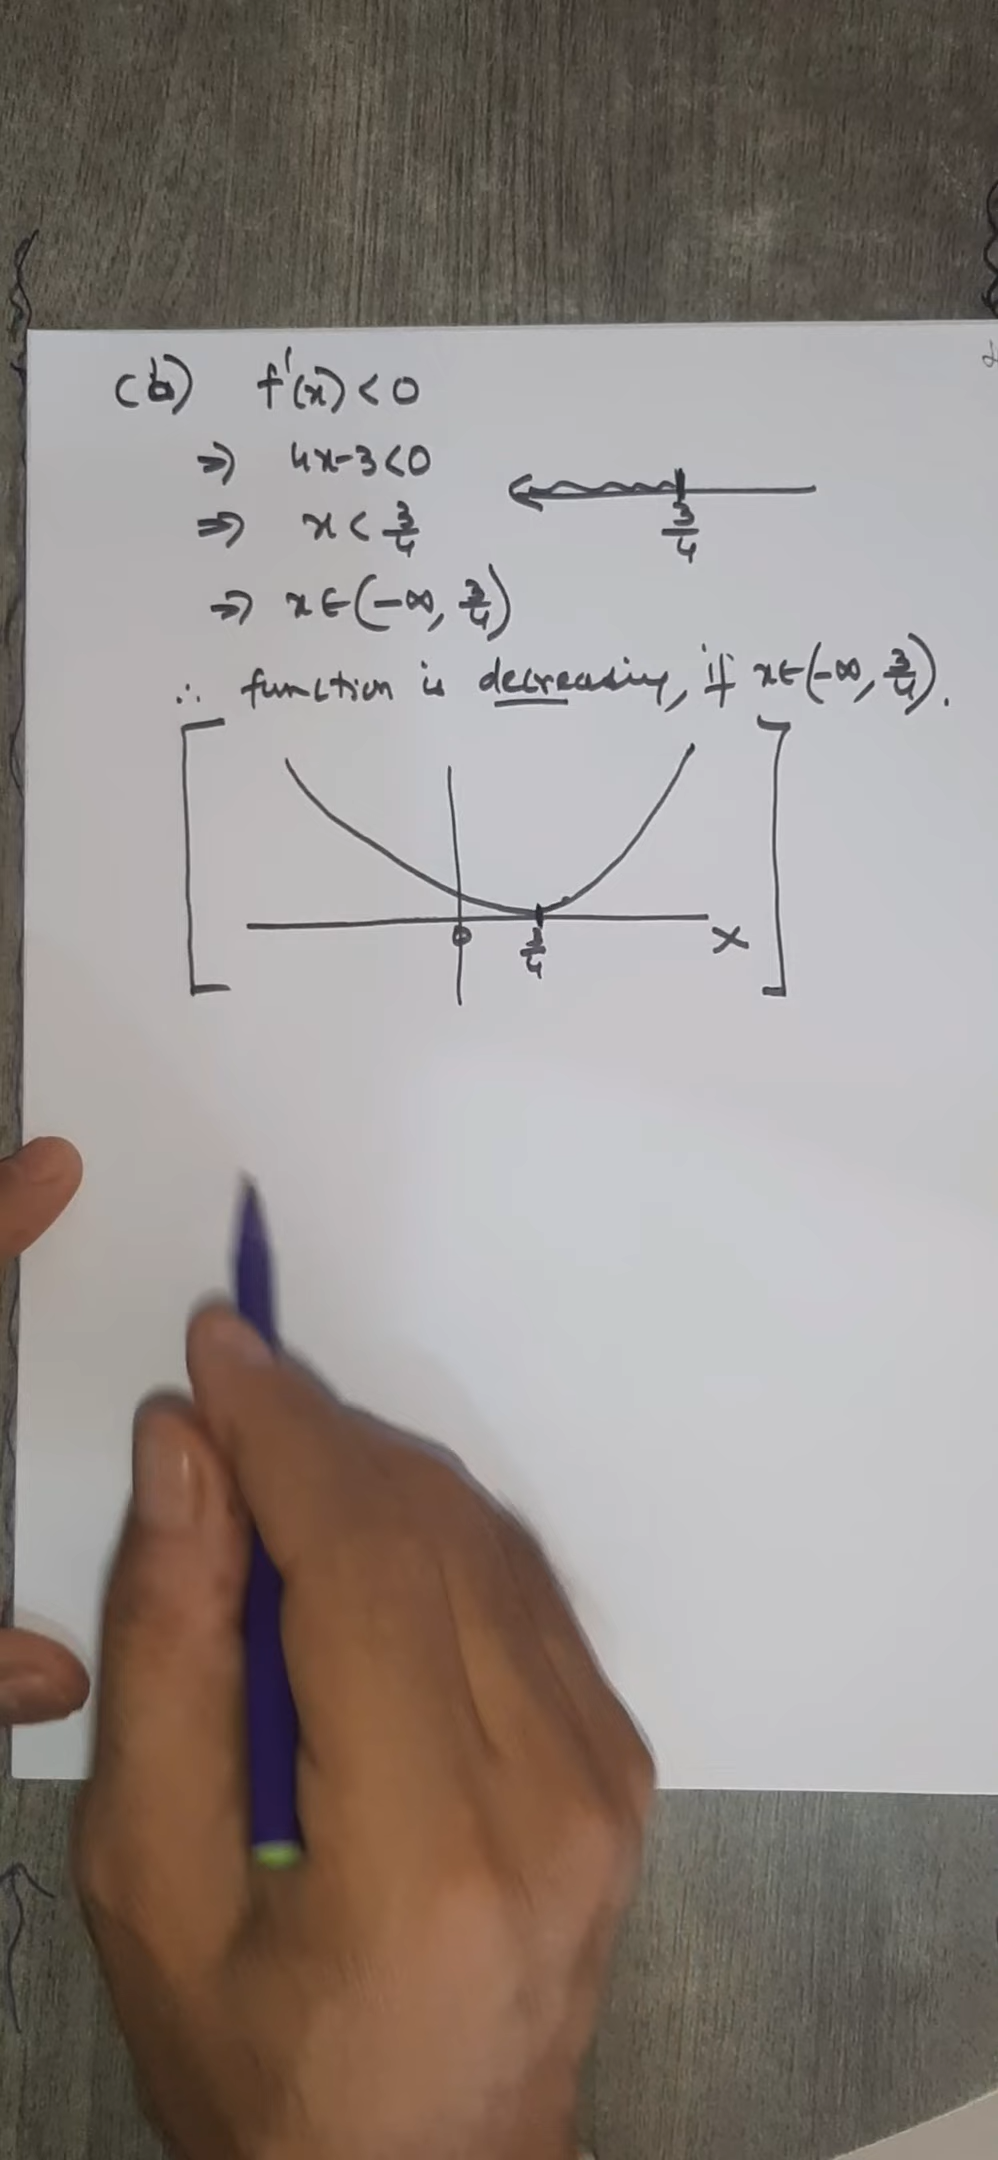 (b) f'(x) < 0
⇒ 4x-3<0
⇒ x < 3/4
3/4
⇒ x∈(-∞, 3/4)
∴ function is decreasing, if x∈(-∞, 3/4).
0 3/4 X